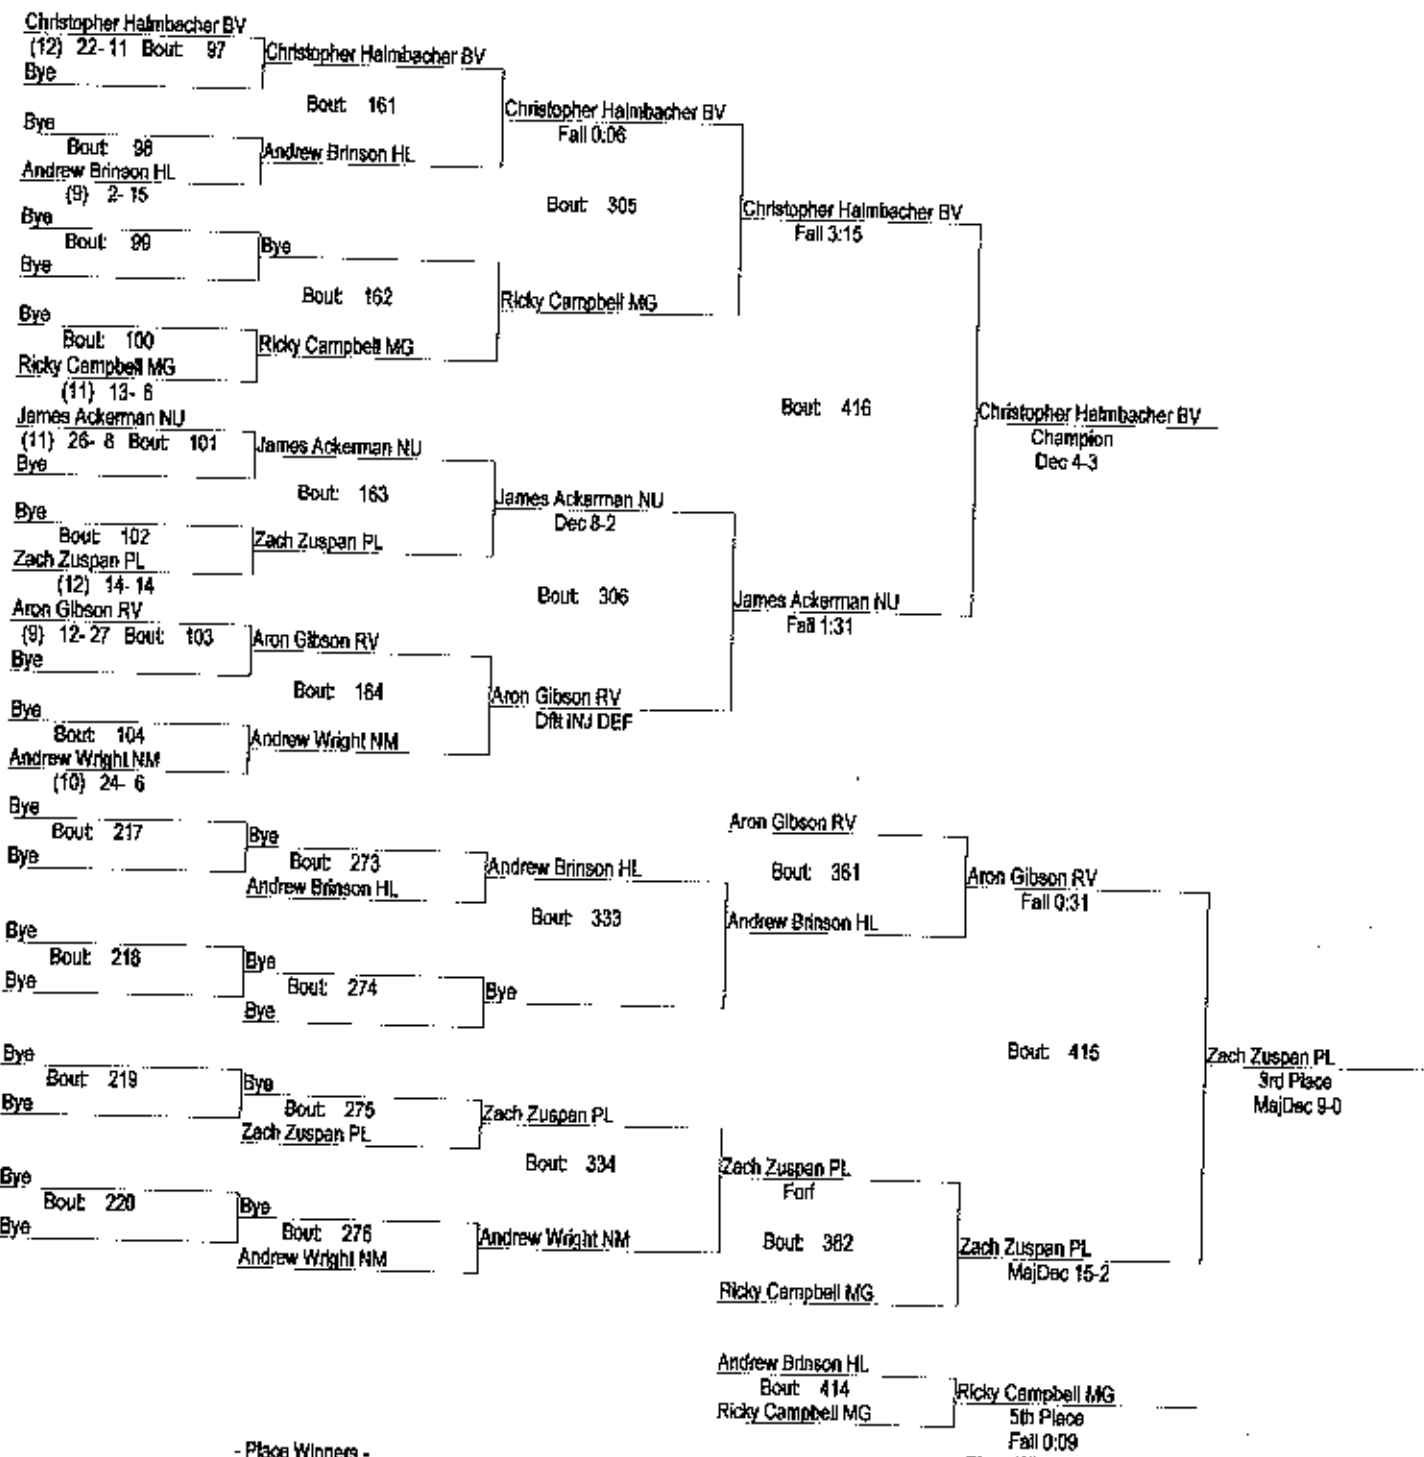 Christopher Halmbacher BV
(12) 22-11 Bout: 97
Bye
Christopher Halmbacher BV
Bout: 161
Bye
Bout: 98
Andrew Brinson HL
(9) 2-15
Andrew Brinson HL
Christopher Halmbacher BV
Fall 0:06
Bout: 305
Bye
Bout: 99
Bye
Bye
Bout: 162
Bye
Bout: 100
Ricky Campbell MG
(11) 13-6
Ricky Campbell MG
Ricky Campbell MG
Christopher Halmbacher BV
Fall 3:15
Bout: 416
James Ackerman NU
(11) 26-8 Bout: 101
Bye
James Ackerman NU
Bout: 163
Bye
Bout: 102
Zach Zuspan PL
(12) 14-14
Zach Zuspan PL
James Ackerman NU
Dec 8-2
Bout: 306
Aron Gibson RV
(9) 12-27 Bout: 103
Bye
Aron Gibson RV
Bout: 164
Bye
Bout: 104
Andrew Wright NM
(10) 24-6
Andrew Wright NM
Aron Gibson RV
Dflt INJ DEF
James Ackerman NU
Fall 1:31
Christopher Halmbacher BV
Champion
Dec 4-3
Bye
Bout: 217
Bye
Bye
Bout: 273
Andrew Brinson HL
Andrew Brinson HL
Bout: 333
Bye
Bout: 218
Bye
Bye
Bout: 274
Bye
Bye
Aron Gibson RV
Bout: 361
Andrew Brinson HL
Aron Gibson RV
Fall 0:31
Bout: 415
Bye
Bout: 219
Bye
Bye
Bout: 275
Zach Zuspan PL
Zach Zuspan PL
Bout: 334
Bye
Bout: 220
Bye
Bye
Bout: 276
Andrew Wright NM
Andrew Wright NM
Zach Zuspan PL
Forf
Bout: 362
Ricky Campbell MG
Zach Zuspan PL
MajDec 15-2
Zach Zuspan PL
3rd Place
MajDec 9-0
Andrew Brinson HL
Bout: 414
Ricky Campbell MG
Ricky Campbell MG
5th Place
Fall 0:09
- Place Winners -